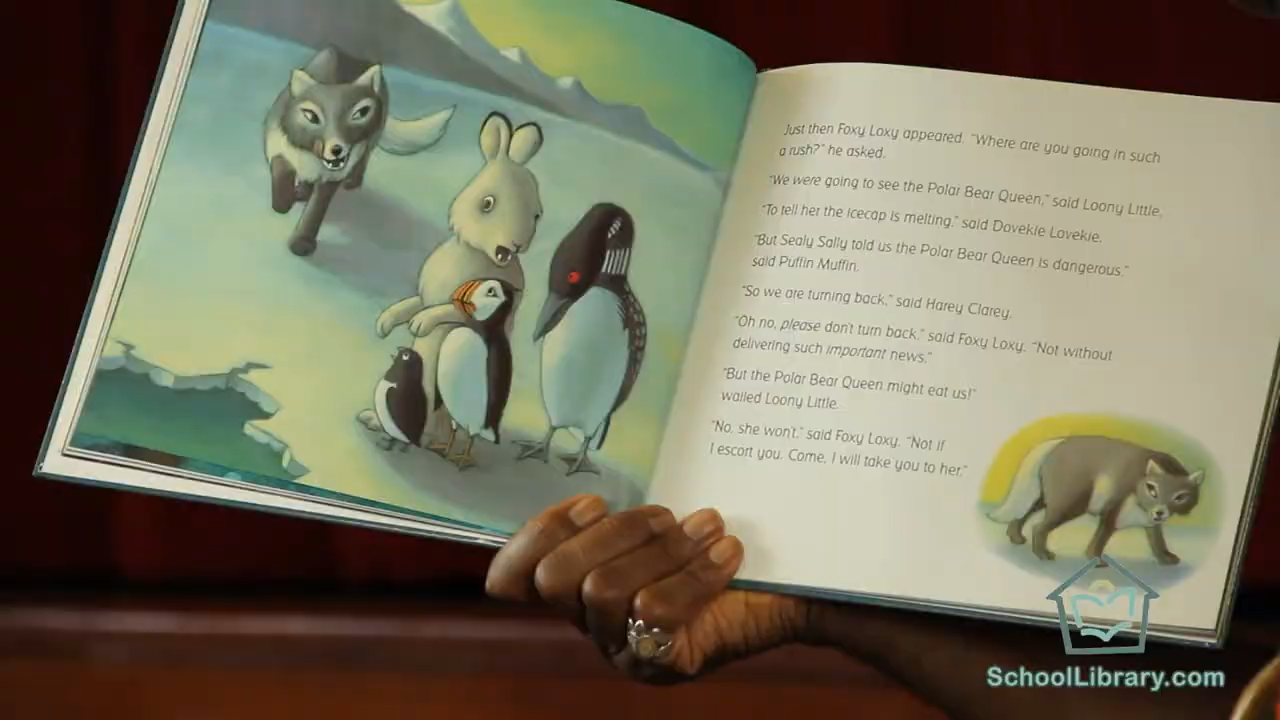 Just then Foxy Loxy appeared. "Where are you going in such
a rush?" he asked.
"We were going to see the Polar Bear Queen," said Loony Little.
"To tell her the icecap is melting," said Dovekie Lovekie.
"But Sealy Sally told us the Polar Bear Queen is dangerous,"
said Puffin Muffin.
"So we are turning back," said Harey Clarey.
"Oh no, please don't turn back," said Foxy Loxy. "Not without
delivering such important news."
"But the Polar Bear Queen might eat us!"
wailed Loony Little.
"No, she won't," said Foxy Loxy. "Not if
I escort you. Come, I will take you to her."
SchoolLibrary.com